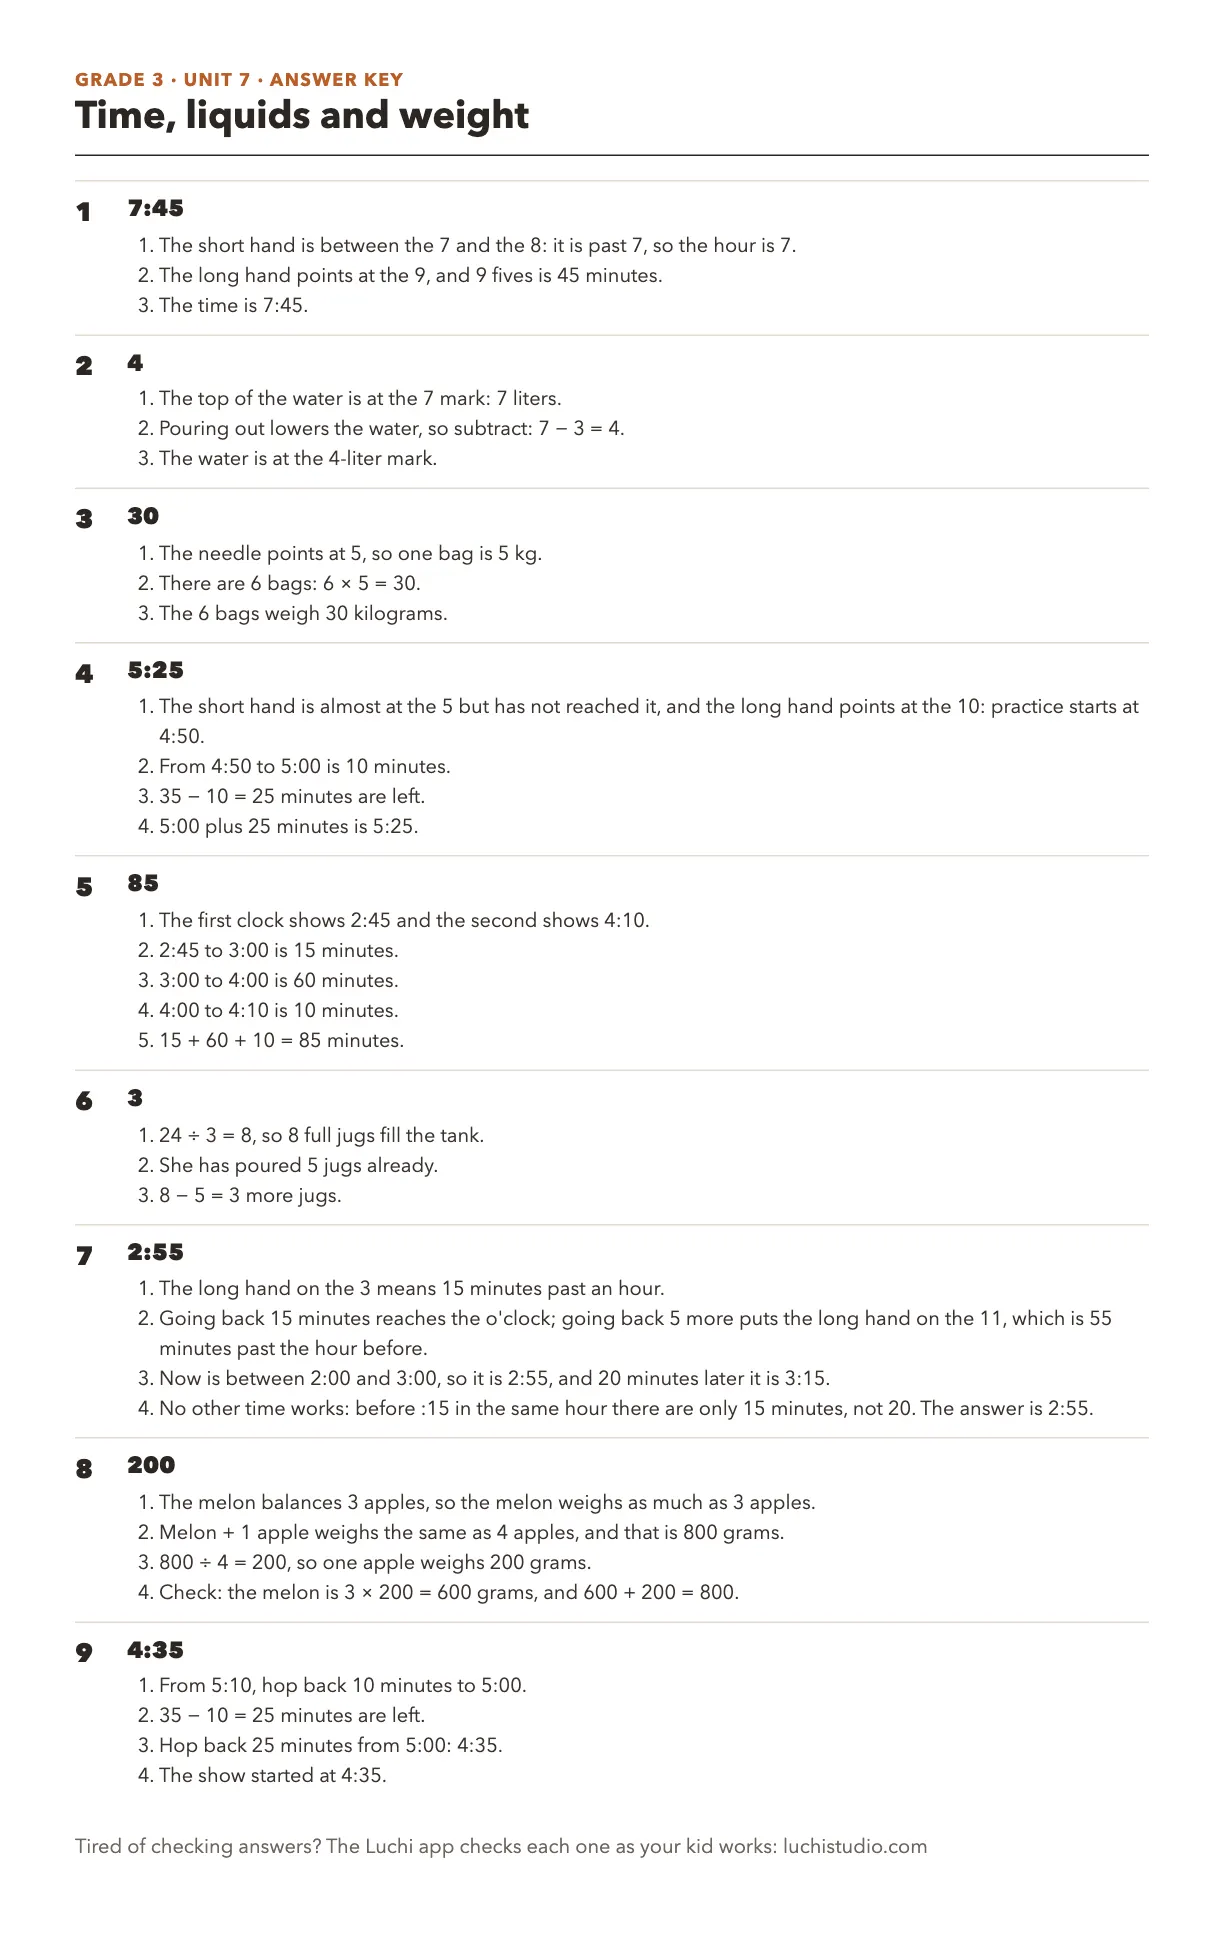 GRADE 3 · UNIT 7 · ANSWER KEY
Time, liquids and weight
1 7:45
1. The short hand is between the 7 and the 8: it is past 7, so the hour is 7.
2. The long hand points at the 9, and 9 fives is 45 minutes.
3. The time is 7:45.
2 4
1. The top of the water is at the 7 mark: 7 liters.
2. Pouring out lowers the water, so subtract: 7 − 3 = 4.
3. The water is at the 4-liter mark.
3 30
1. The needle points at 5, so one bag is 5 kg.
2. There are 6 bags: 6 × 5 = 30.
3. The 6 bags weigh 30 kilograms.
4 5:25
1. The short hand is almost at the 5 but has not reached it, and the long hand points at the 10: practice starts at
4:50.
2. From 4:50 to 5:00 is 10 minutes.
3. 35 − 10 = 25 minutes are left.
4. 5:00 plus 25 minutes is 5:25.
5 85
1. The first clock shows 2:45 and the second shows 4:10.
2. 2:45 to 3:00 is 15 minutes.
3. 3:00 to 4:00 is 60 minutes.
4. 4:00 to 4:10 is 10 minutes.
5. 15 + 60 + 10 = 85 minutes.
6 3
1. 24 ÷ 3 = 8, so 8 full jugs fill the tank.
2. She has poured 5 jugs already.
3. 8 − 5 = 3 more jugs.
7 2:55
1. The long hand on the 3 means 15 minutes past an hour.
2. Going back 15 minutes reaches the o'clock; going back 5 more puts the long hand on the 11, which is 55
minutes past the hour before.
3. Now is between 2:00 and 3:00, so it is 2:55, and 20 minutes later it is 3:15.
4. No other time works: before :15 in the same hour there are only 15 minutes, not 20. The answer is 2:55.
8 200
1. The melon balances 3 apples, so the melon weighs as much as 3 apples.
2. Melon + 1 apple weighs the same as 4 apples, and that is 800 grams.
3. 800 ÷ 4 = 200, so one apple weighs 200 grams.
4. Check: the melon is 3 × 200 = 600 grams, and 600 + 200 = 800.
9 4:35
1. From 5:10, hop back 10 minutes to 5:00.
2. 35 − 10 = 25 minutes are left.
3. Hop back 25 minutes from 5:00: 4:35.
4. The show started at 4:35.
Tired of checking answers? The Luchi app checks each one as your kid works: luchistudio.com